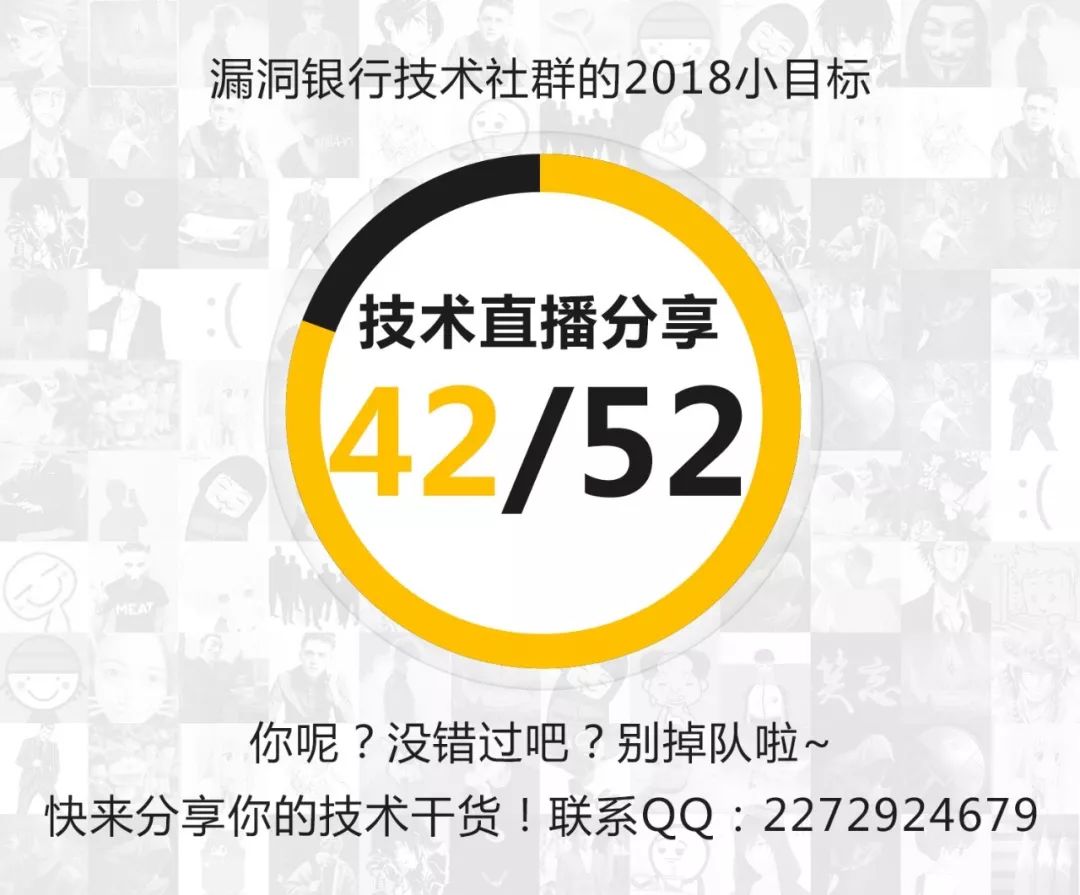 漏洞银行技术社群的2018小目标
技术直播分享
42/52
你呢？没错过吧？别掉队啦~
快来分享你的技术干货！联系QQ：2272924679
MEAT